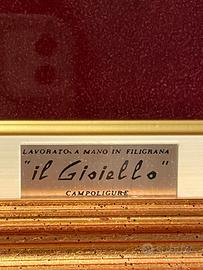 LAVORATO A MANO IN FILIGRANA
"il Gioiello"
CAMPOLIGURE